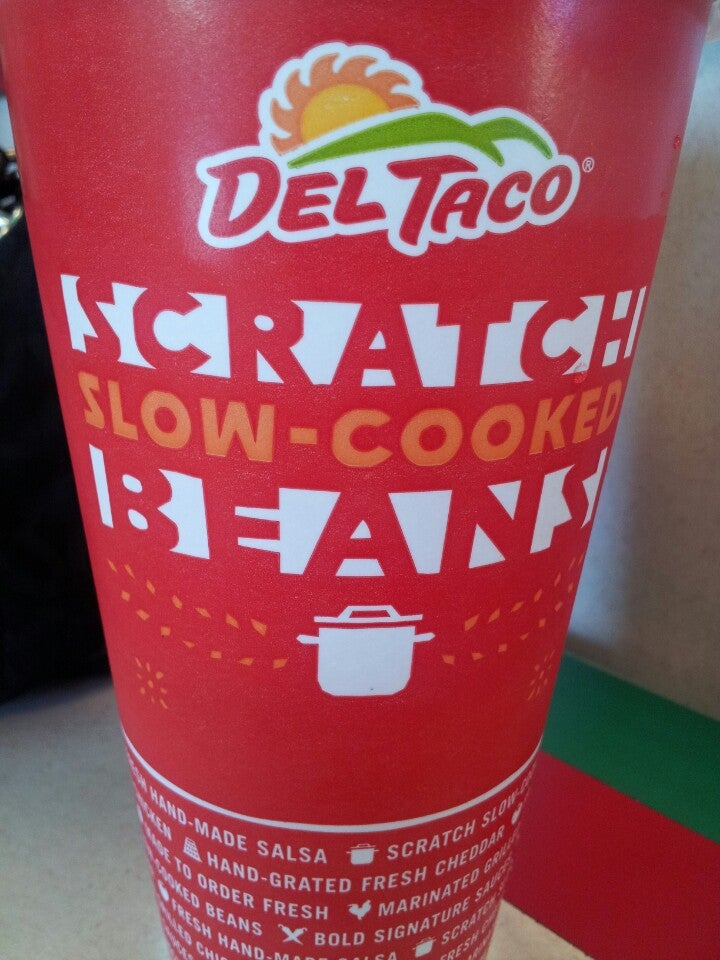 DEL TACO®
SCRATCH
SLOW-COOKED
BEANS
HAND-MADE SALSA SCRATCH
HAND-GRATED FRESH CHEDDAR
TO ORDER FRESH MARINATED
BEANS BOLD SIGNATURE
FRESH HAND-MADE SALSA